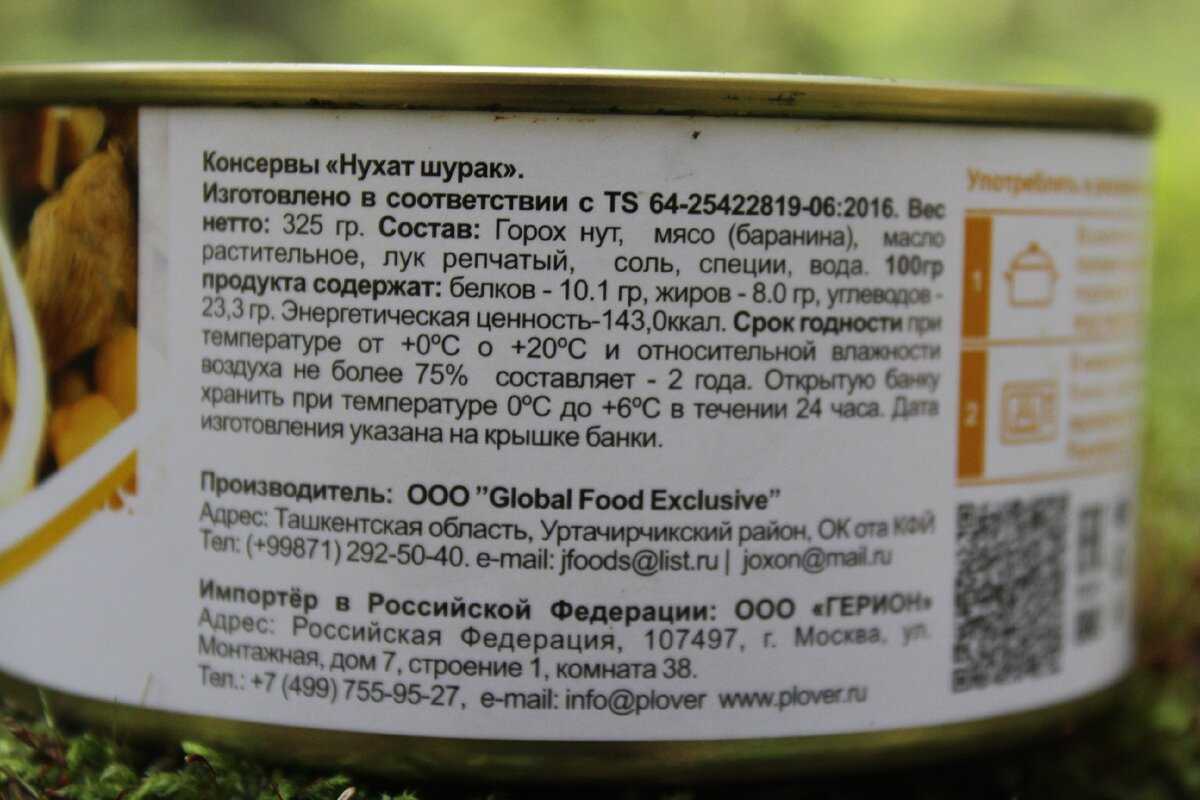 Консервы «Нухат шурак».
Изготовлено в соответствии с TS 64-25422819-06:2016. Вес
нетто: 325 гр. Состав: Горох нут, мясо (баранина), масло
растительное, лук репчатый, соль, специи, вода. 100гр
продукта содержат: белков - 10.1 гр, жиров - 8.0 гр, углеводов -
23,3 гр. Энергетическая ценность-143,0ккал. Срок годности при
температуре от +0ºС о +20ºС и относительной влажности
воздуха не более 75% составляет - 2 года. Открытую банку
хранить при температуре 0ºС до +6ºС в течении 24 часа. Дата
изготовления указана на крышке банки.
Производитель: ООО ”Global Food Exclusive”
Адрес: Ташкентская область, Уртачирчикский район, ОК ота КФЙ
Тел: (+99871) 292-50-40. e-mail: jfoods@list.ru | joxon@mail.ru
Импортёр в Российской Федерации: ООО «ГЕРИОН»
Адрес: Российская Федерация, 107497, г. Москва, ул.
Монтажная, дом 7, строение 1, комната 38.
Тел.: +7 (499) 755-95-27, e-mail: info@plover www.plover.ru
Употреблять
1
2